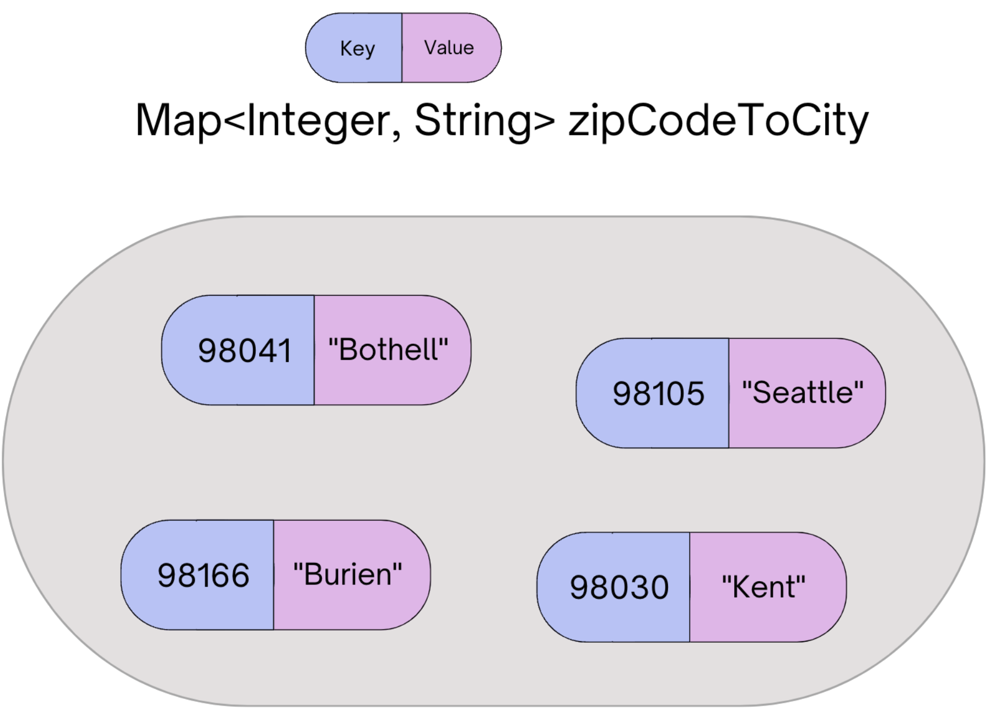 Key Value
Map<Integer, String> zipCodeToCity
98041 "Bothell"
98105 "Seattle"
98166 "Burien"
98030 "Kent"